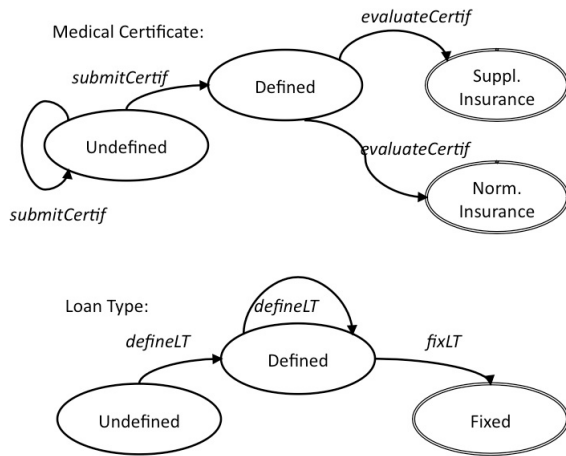 Medical Certificate:
evaluateCertif
submitCertif
Defined
Suppl.
Insurance
Undefined
evaluateCertif
submitCertif
Norm.
Insurance
Loan Type:
defineLT
defineLT
fixLT
Defined
Undefined
Fixed